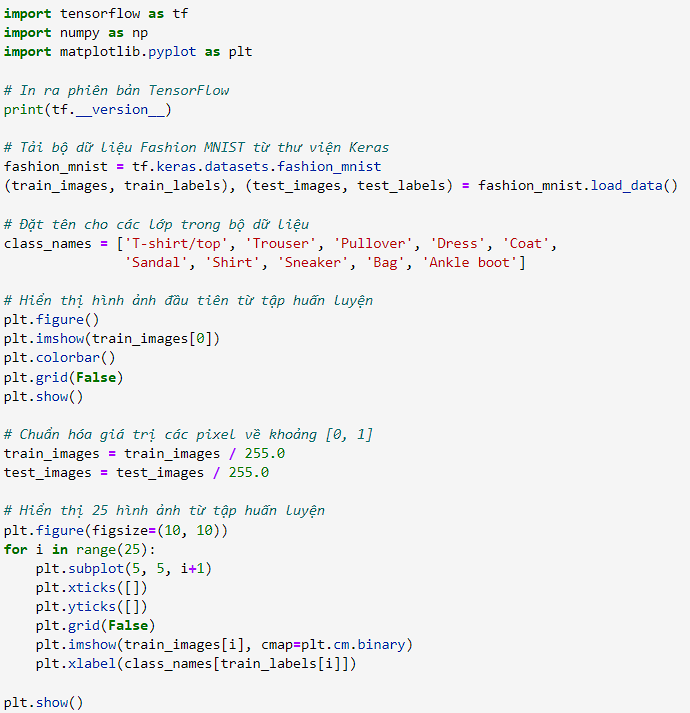 import tensorflow as tf
import numpy as np
import matplotlib.pyplot as plt

# In ra phiên bản TensorFlow
print(tf.__version__)

# Tải bộ dữ liệu Fashion MNIST từ thư viện Keras
fashion_mnist = tf.keras.datasets.fashion_mnist
(train_images, train_labels), (test_images, test_labels) = fashion_mnist.load_data()

# Đặt tên cho các lớp trong bộ dữ liệu
class_names = ['T-shirt/top', 'Trouser', 'Pullover', 'Dress', 'Coat',
               'Sandal', 'Shirt', 'Sneaker', 'Bag', 'Ankle boot']

# Hiển thị hình ảnh đầu tiên từ tập huấn luyện
plt.figure()
plt.imshow(train_images[0])
plt.colorbar()
plt.grid(False)
plt.show()

# Chuẩn hóa giá trị các pixel về khoảng [0, 1]
train_images = train_images / 255.0
test_images = test_images / 255.0

# Hiển thị 25 hình ảnh từ tập huấn luyện
plt.figure(figsize=(10, 10))
for i in range(25):
    plt.subplot(5, 5, i+1)
    plt.xticks([])
    plt.yticks([])
    plt.grid(False)
    plt.imshow(train_images[i], cmap=plt.cm.binary)
    plt.xlabel(class_names[train_labels[i]])

plt.show()